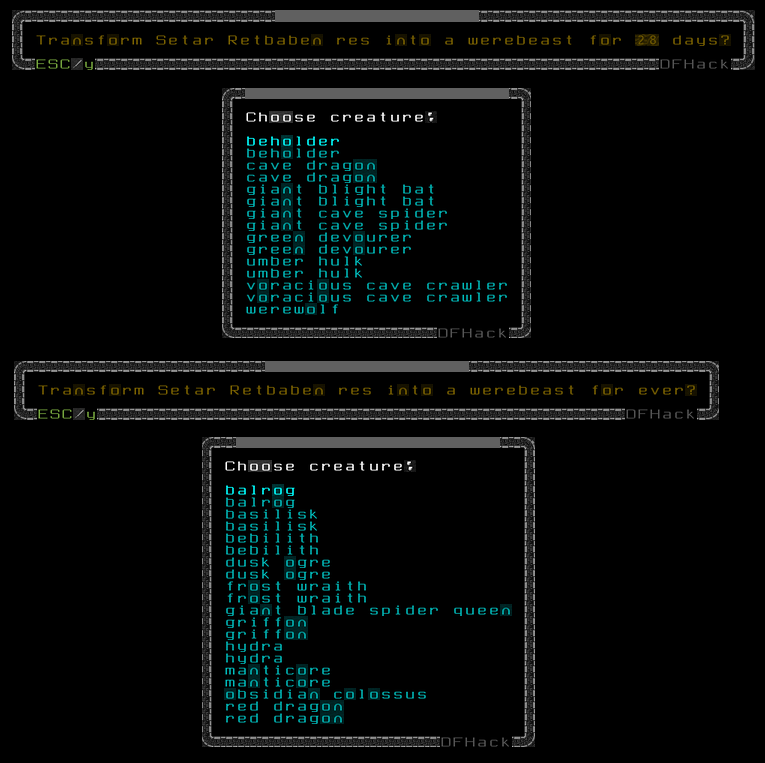 Transform Setar Retbaben res into a werebeast for 28 days?
ESC/y DFHack
Choose creature:
beholder
beholder
cave dragon
cave dragon
giant blight bat
giant blight bat
giant cave spider
giant cave spider
green devourer
green devourer
umber hulk
umber hulk
voracious cave crawler
voracious cave crawler
werewolf
DFHack
Transform Setar Retbaben res into a werebeast for ever?
ESC/y DFHack
Choose creature:
balrog
balrog
basilisk
basilisk
bebilith
bebilith
dusk ogre
dusk ogre
frost wraith
frost wraith
giant blade spider queen
griffon
griffon
hydra
hydra
manticore
manticore
obsidian colossus
red dragon
red dragon
DFHack